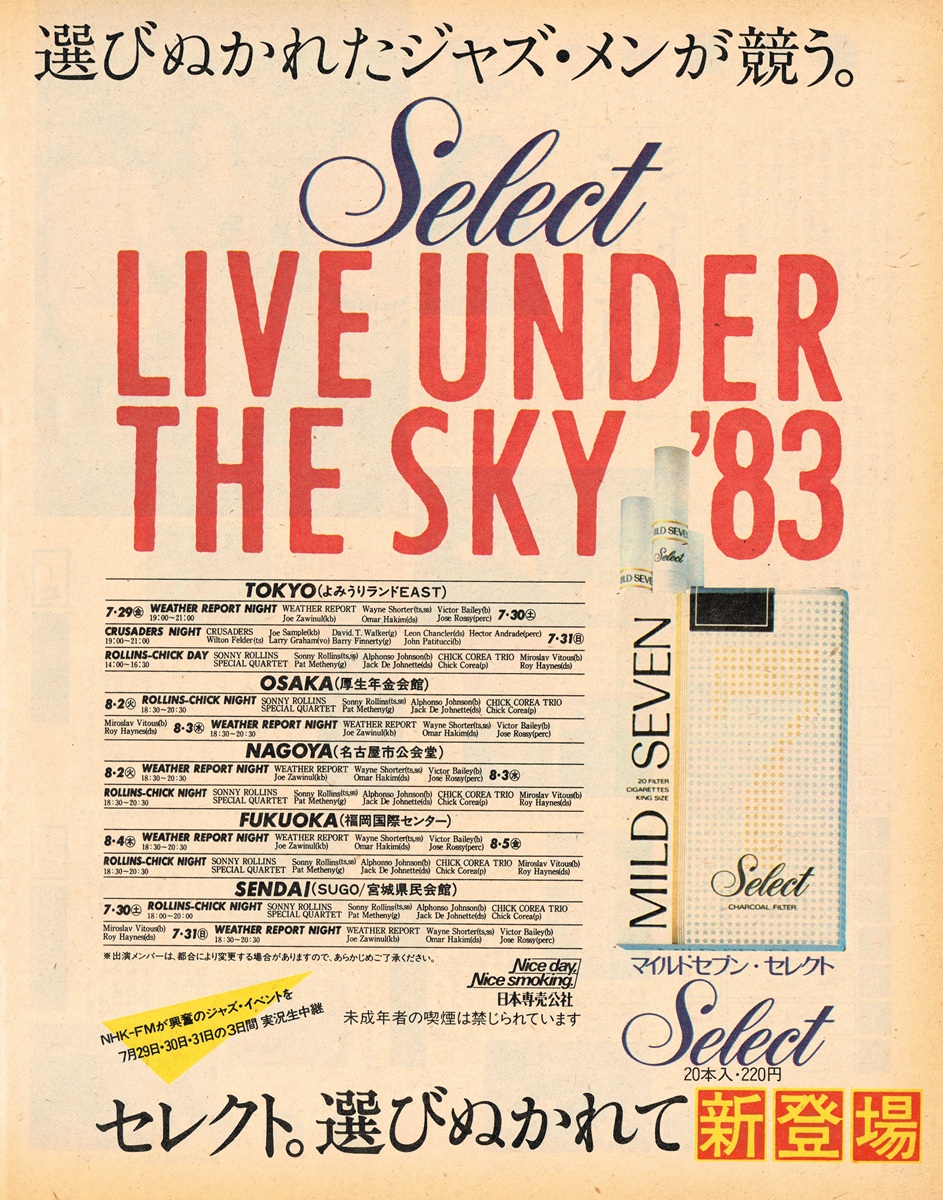 選びぬかれたジャズ・メンが競う。
Select
LIVE UNDER
THE SKY '83
TOKYO(よみうりランドEAST)
7・29㊎ WEATHER REPORT NIGHT WEATHER REPORT Wayne Shorter(ts,ss) Victor Bailey(b) 7・30㊏
19:00〜21:00 Joe Zawinul(kb) Omar Hakim(ds) Jose Rossy(perc)
CRUSADERS NIGHT CRUSADERS Joe Sample(kb) David. T. Walker(g) Leon Chancler(ds) Hector Andrade(perc) 7・31㊐
19:00〜21:00 Wilton Felder(ts) Larry Graham(vo) Barry Finnerty(g) John Patitucci(b)
ROLLINS-CHICK DAY SONNY ROLLINS Sonny Rollins(ts,ss) Alphonso Johnson(b) CHICK COREA TRIO Miroslav Vitous(b)
14:00〜16:30 SPECIAL QUARTET Pat Metheny(g) Jack De Johnette(ds) Chick Corea(p) Roy Haynes(ds)
OSAKA(厚生年金会館)
8・2㊋ ROLLINS-CHICK NIGHT SONNY ROLLINS Sonny Rollins(ts,ss) Alphonso Johnson(b) CHICK COREA TRIO
18:30〜20:30 SPECIAL QUARTET Pat Metheny(g) Jack De Johnette(ds) Chick Corea(p)
Miroslav Vitous(b) 8・3㊌ WEATHER REPORT NIGHT WEATHER REPORT Wayne Shorter(ts,ss) Victor Bailey(b)
Roy Haynes(ds) 18:30〜20:30 Joe Zawinul(kb) Omar Hakim(ds) Jose Rossy(perc)
NAGOYA(名古屋市公会堂)
8・2㊋ WEATHER REPORT NIGHT WEATHER REPORT Wayne Shorter(ts,ss) Victor Bailey(b) 8・3㊌
18:30〜20:30 Joe Zawinul(kb) Omar Hakim(ds) Jose Rossy(perc)
ROLLINS-CHICK NIGHT SONNY ROLLINS Sonny Rollins(ts,ss) Alphonso Johnson(b) CHICK COREA TRIO Miroslav Vitous(b)
18:30〜20:30 SPECIAL QUARTET Pat Metheny(g) Jack De Johnette(ds) Chick Corea(p) Roy Haynes(ds)
FUKUOKA(福岡国際センター)
8・4㊍ WEATHER REPORT NIGHT WEATHER REPORT Wayne Shorter(ts,ss) Victor Bailey(b) 8・5㊎
18:30〜20:30 Joe Zawinul(kb) Omar Hakim(ds) Jose Rossy(perc)
ROLLINS-CHICK NIGHT SONNY ROLLINS Sonny Rollins(ts,ss) Alphonso Johnson(b) CHICK COREA TRIO Miroslav Vitous(b)
18:30〜20:30 SPECIAL QUARTET Pat Metheny(g) Jack De Johnette(ds) Chick Corea(p) Roy Haynes(ds)
SENDAI(SUGO/宮城県民会館)
7・30㊏ ROLLINS-CHICK NIGHT SONNY ROLLINS Sonny Rollins(ts,ss) Alphonso Johnson(b) CHICK COREA TRIO
18:00〜20:00 SPECIAL QUARTET Pat Metheny(g) Jack De Johnette(ds) Chick Corea(p)
Miroslav Vitous(b) 7・31㊐ WEATHER REPORT NIGHT WEATHER REPORT Wayne Shorter(ts,ss) Victor Bailey(b)
Roy Haynes(ds) 18:30〜20:30 Joe Zawinul(kb) Omar Hakim(ds) Jose Rossy(perc)
※出演メンバーは、都合により変更する場合がありますので、あらかじめご了承ください。
Nice day,
Nice smoking.
日本専売公社
未成年者の喫煙は禁じられています
NHK-FMが興奮のジャズ・イベントを
7月29日・30日・31日の3日間 実況生中継
ILD SEVE
Select
ILD SEVE
MILD SEVEN
20 FILTER
CIGARETTES
KING SIZE
Select
CHARCOAL FILTER
マイルドセブン・セレクト
Select
20本入・220円
セレクト。選びぬかれて新登場